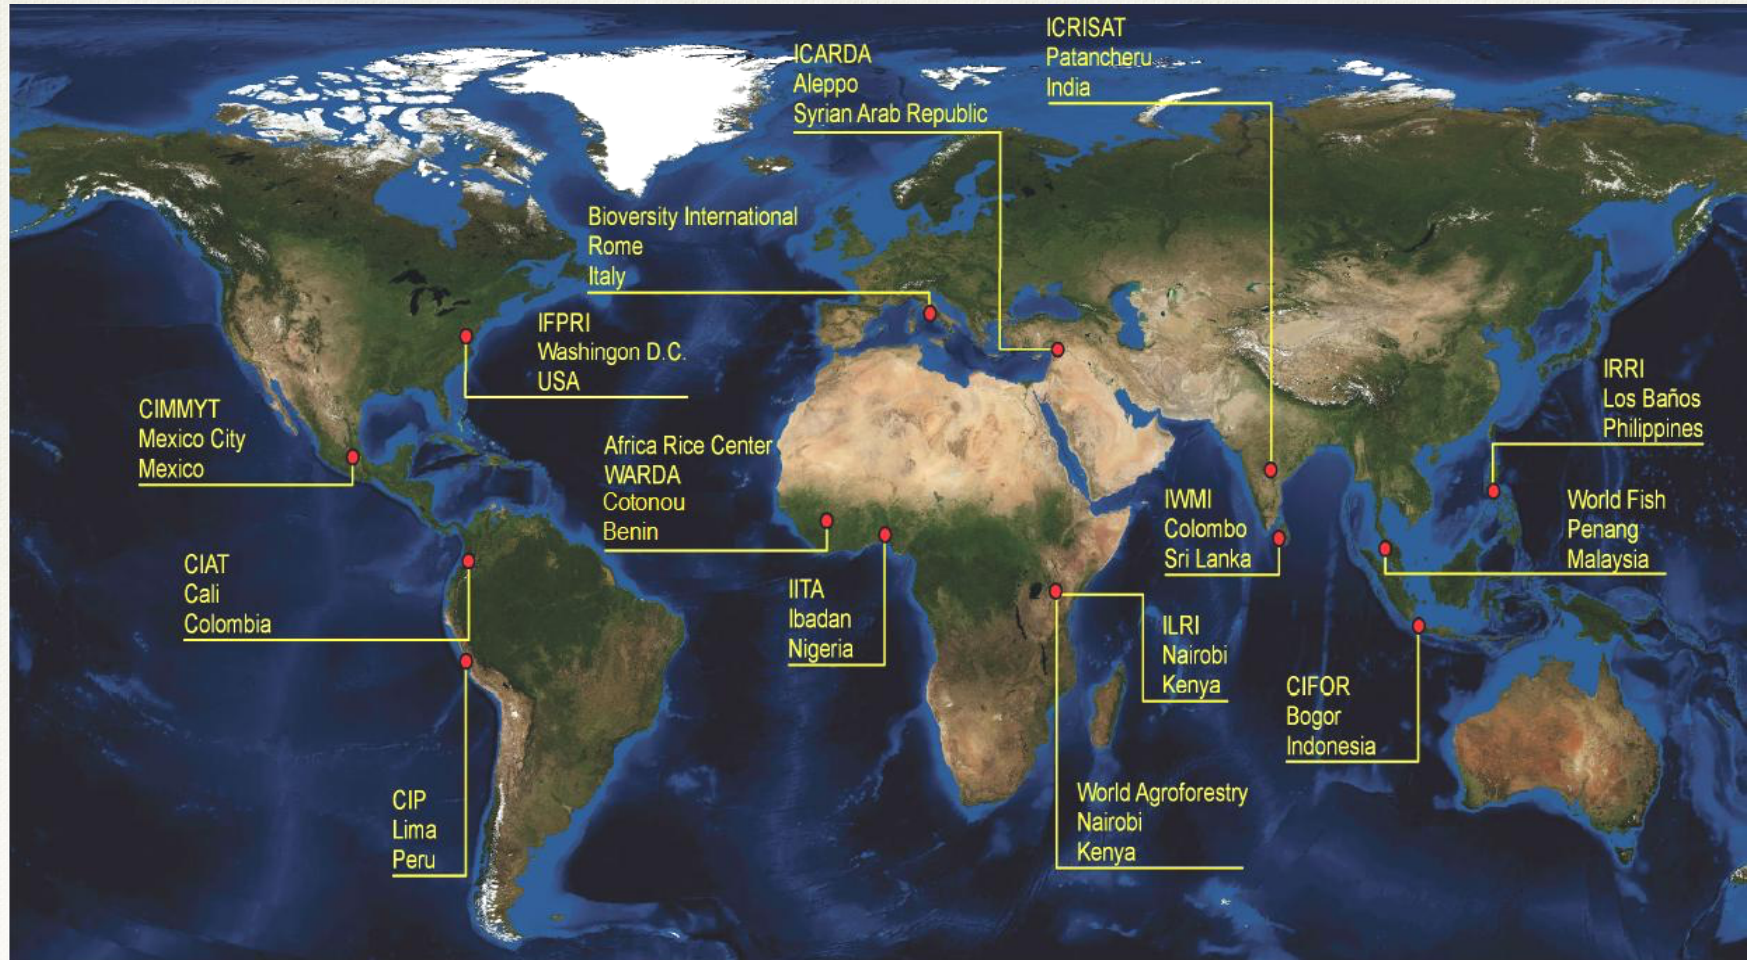 ICRISAT
Patancheru
India
ICARDA
Aleppo
Syrian Arab Republic
Bioversity International
Rome
Italy
IFPRI
Washingon D.C.
USA
CIMMYT
Mexico City
Mexico
Africa Rice Center
WARDA
Cotonou
Benin
IRRI
Los Baños
Philippines
IWMI
Colombo
Sri Lanka
World Fish
Penang
Malaysia
CIAT
Cali
Colombia
IITA
Ibadan
Nigeria
ILRI
Nairobi
Kenya
CIFOR
Bogor
Indonesia
CIP
Lima
Peru
World Agroforestry
Nairobi
Kenya